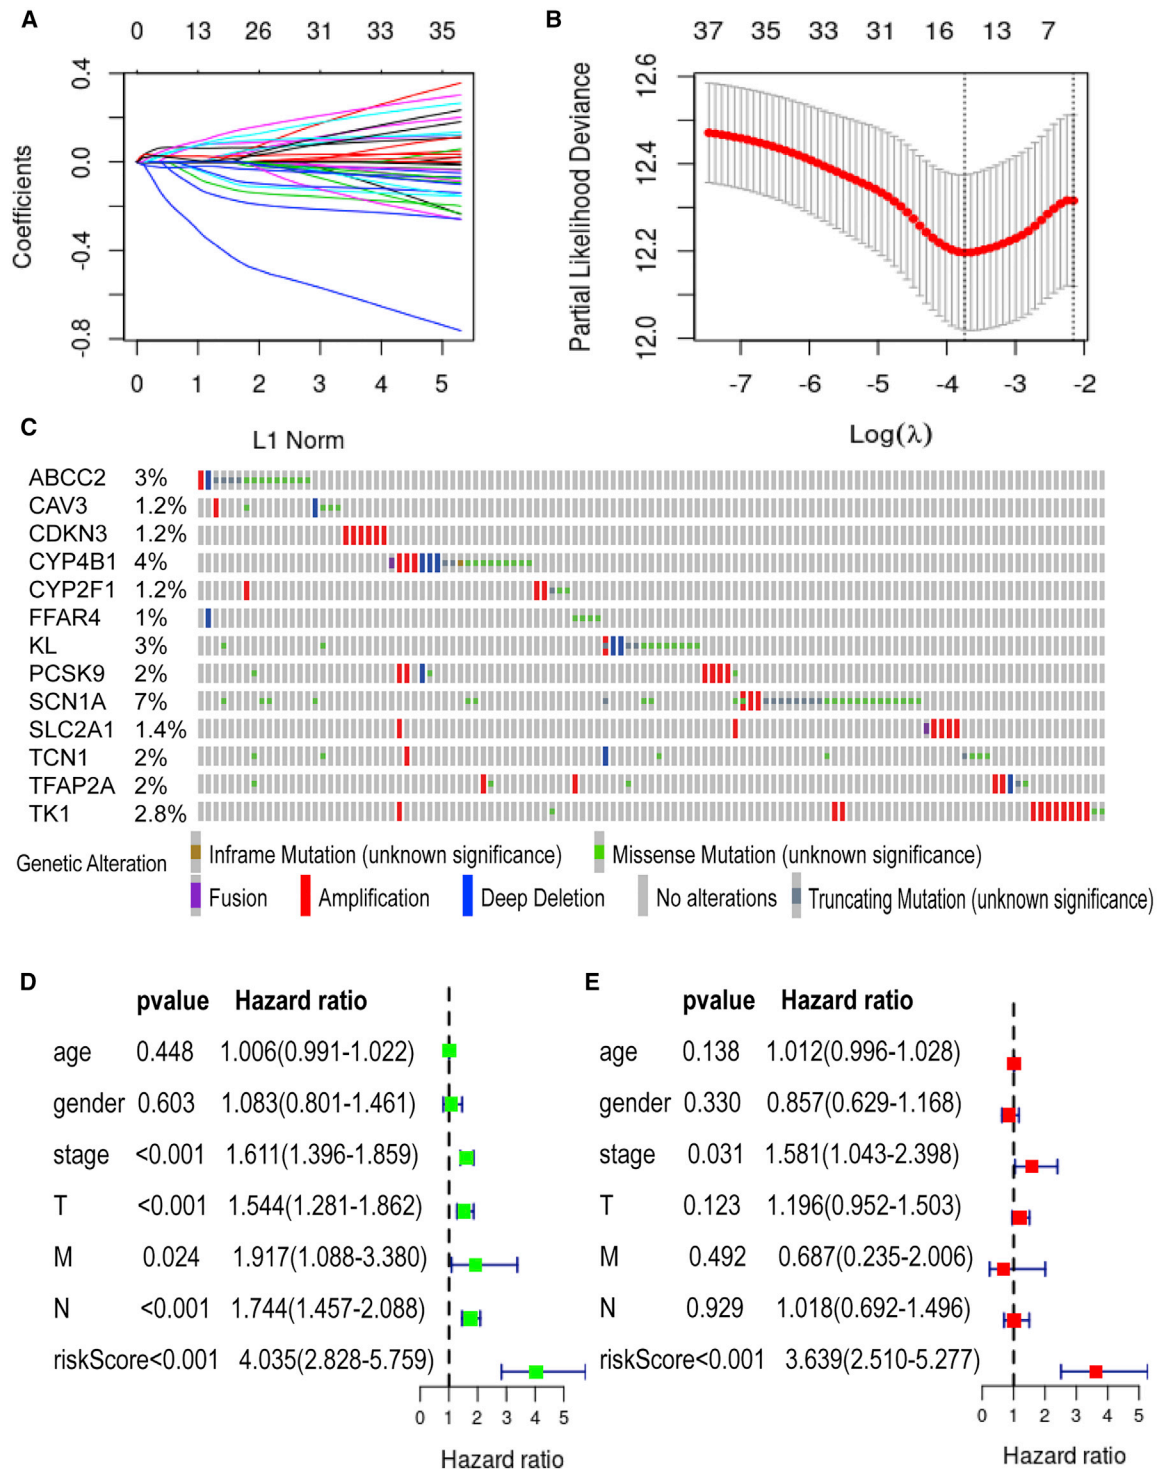 A
0 13 26 31 33 35
Coefficients
0.4
0.0
-0.4
-0.8
0 1 2 3 4 5
L1 Norm
B
37 35 33 31 16 13 7
Partial Likelihood Deviance
12.6
12.4
12.2
12.0
-7 -6 -5 -4 -3 -2
Log(λ)
C
ABCC2 3%
CAV3 1.2%
CDKN3 1.2%
CYP4B1 4%
CYP2F1 1.2%
FFAR4 1%
KL 3%
PCSK9 2%
SCN1A 7%
SLC2A1 1.4%
TCN1 2%
TFAP2A 2%
TK1 2.8%
Genetic Alteration
Inframe Mutation (unknown significance)
Missense Mutation (unknown significance)
Fusion
Amplification
Deep Deletion
No alterations
Truncating Mutation (unknown significance)
D
pvalue Hazard ratio
age 0.448 1.006(0.991-1.022)
gender 0.603 1.083(0.801-1.461)
stage <0.001 1.611(1.396-1.859)
T <0.001 1.544(1.281-1.862)
M 0.024 1.917(1.088-3.380)
N <0.001 1.744(1.457-2.088)
riskScore<0.001 4.035(2.828-5.759)
0 1 2 3 4 5
Hazard ratio
E
pvalue Hazard ratio
age 0.138 1.012(0.996-1.028)
gender 0.330 0.857(0.629-1.168)
stage 0.031 1.581(1.043-2.398)
T 0.123 1.196(0.952-1.503)
M 0.492 0.687(0.235-2.006)
N 0.929 1.018(0.692-1.496)
riskScore<0.001 3.639(2.510-5.277)
0 1 2 3 4 5
Hazard ratio